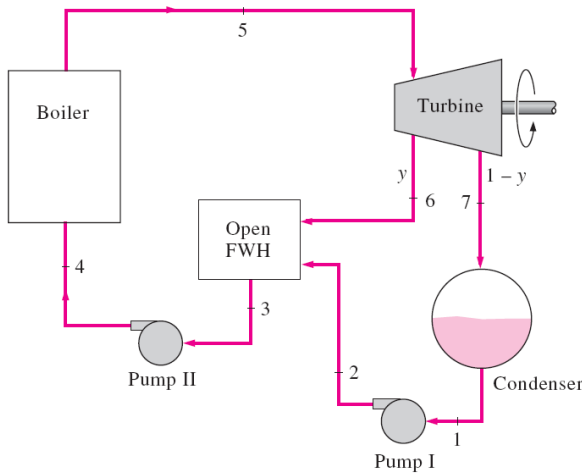 5
Boiler
Turbine
y
1 – y
6
7
Open
FWH
4
3
2
Pump II
Condenser
1
Pump I